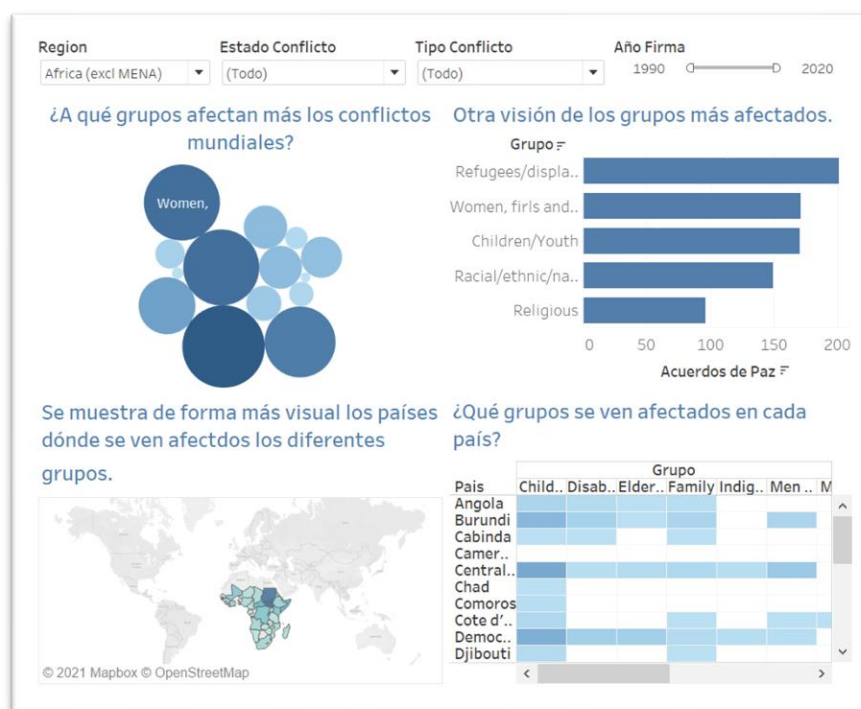 Region Estado Conflicto Tipo Conflicto Año Firma
Africa (excl MENA) (Todo) (Todo) 1990 2020
¿A qué grupos afectan más los conflictos
mundiales?
Women,
Otra visión de los grupos más afectados.
Grupo
Refugees/displa..
Women, firls and..
Children/Youth
Racial/ethnic/na..
Religious
0 50 100 150 200
Acuerdos de Paz
Se muestra de forma más visual los países
dónde se ven afectdos los diferentes
grupos.
© 2021 Mapbox © OpenStreetMap
¿Qué grupos se ven afectados en cada
país?
Grupo
Pais Child.. Disab.. Elder.. Family Indig.. Men .. M
Angola
Burundi
Cabinda
Camer..
Central..
Chad
Comoros
Cote d'..
Democ..
Djibouti